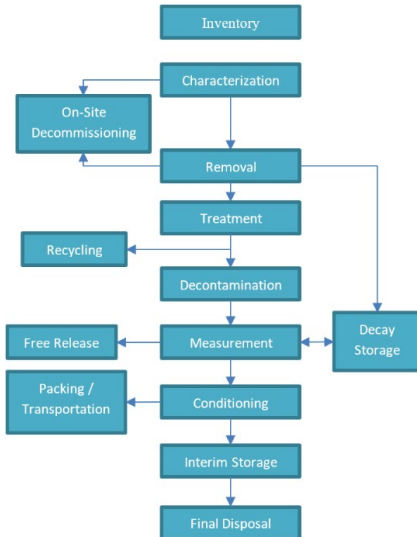 Inventory
Characterization
On-Site
Decommissioning
Removal
Treatment
Recycling
Decontamination
Free Release
Measurement
Decay
Storage
Packing /
Transportation
Conditioning
Interim Storage
Final Disposal